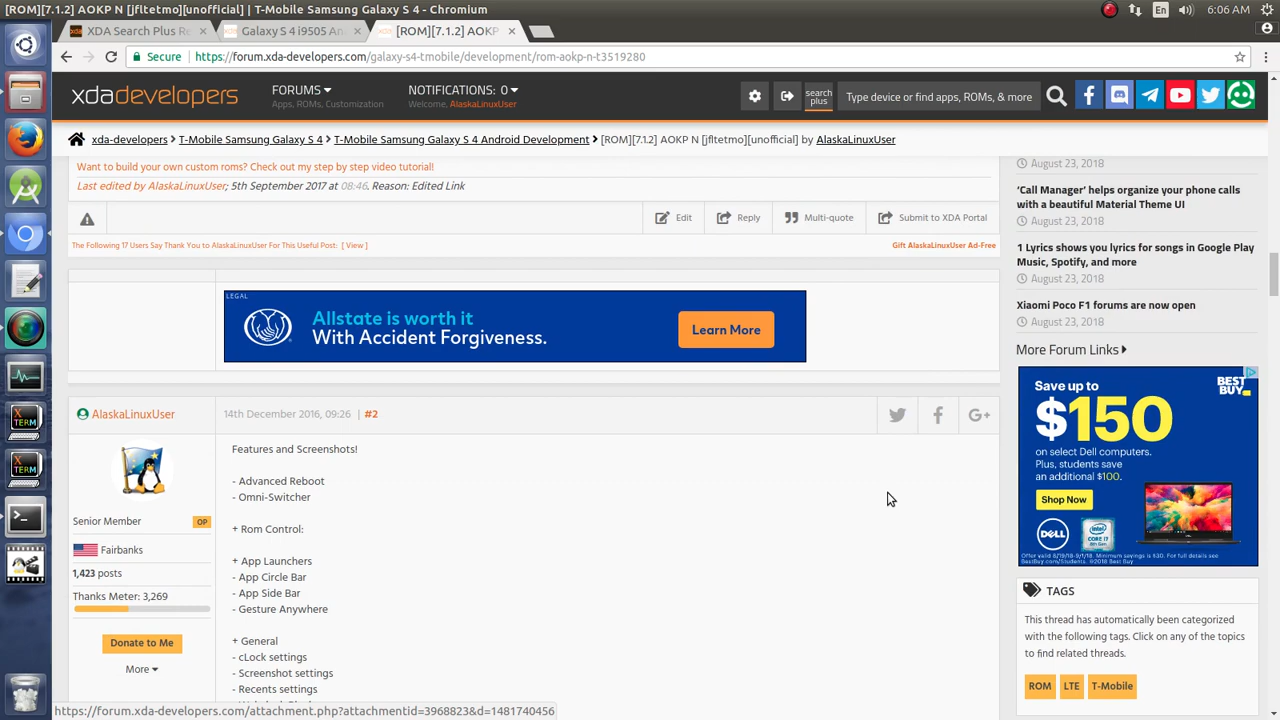 [ROM][7.1.2] AOKP N [jfltetmo][unofficial] | T-Mobile Samsung Galaxy S 4 - Chromium
En
6:06 AM
XDA Search Plus Re
Galaxy S 4 i9505 An
[ROM][7.1.2] AOKP
Secure
https://forum.xda-developers.com/galaxy-s4-tmobile/development/rom-aokp-n-t3519280
xdadevelopers
FORUMS
Apps, ROMs, Customization
NOTIFICATIONS: 0
Welcome, AlaskaLinuxUser
search plus
Type device or find apps, ROMs, & more
xda-developers
T-Mobile Samsung Galaxy S 4
T-Mobile Samsung Galaxy S 4 Android Development
[ROM][7.1.2] AOKP N [jfltetmo][unofficial] by AlaskaLinuxUser
Want to build your own custom roms? Check out my step by step video tutorial!
Last edited by AlaskaLinuxUser; 5th September 2017 at 08:46. Reason: Edited Link
Edit
Reply
Multi-quote
Submit to XDA Portal
The Following 17 Users Say Thank You to AlaskaLinuxUser For This Useful Post: [ View ]
Gift AlaskaLinuxUser Ad-Free
LEGAL
Allstate is worth it
With Accident Forgiveness.
Learn More
AlaskaLinuxUser
14th December 2016, 09:26 | #2
Senior Member
OP
Fairbanks
1,423 posts
Thanks Meter: 3,269
Donate to Me
More
Features and Screenshots!
- Advanced Reboot
- Omni-Switcher
+ Rom Control:
+ App Launchers
- App Circle Bar
- App Side Bar
- Gesture Anywhere
+ General
- cLock settings
- Screenshot settings
- Recents settings
https://forum.xda-developers.com/attachment.php?attachmentid=3968823&d=1481740456
August 23, 2018
‘Call Manager’ helps organize your phone calls
with a beautiful Material Theme UI
August 23, 2018
1 Lyrics shows you lyrics for songs in Google Play
Music, Spotify, and more
August 23, 2018
Xiaomi Poco F1 forums are now open
August 23, 2018
More Forum Links
Save up to
$150
on select Dell computers.
Plus, students save
an additional $100.
Shop Now
BEST BUY
DELL
TAGS
This thread has automatically been categorized
with the following tags. Click on any of the topics
to find related threads.
ROM
LTE
T-Mobile
X TERM
X TERM